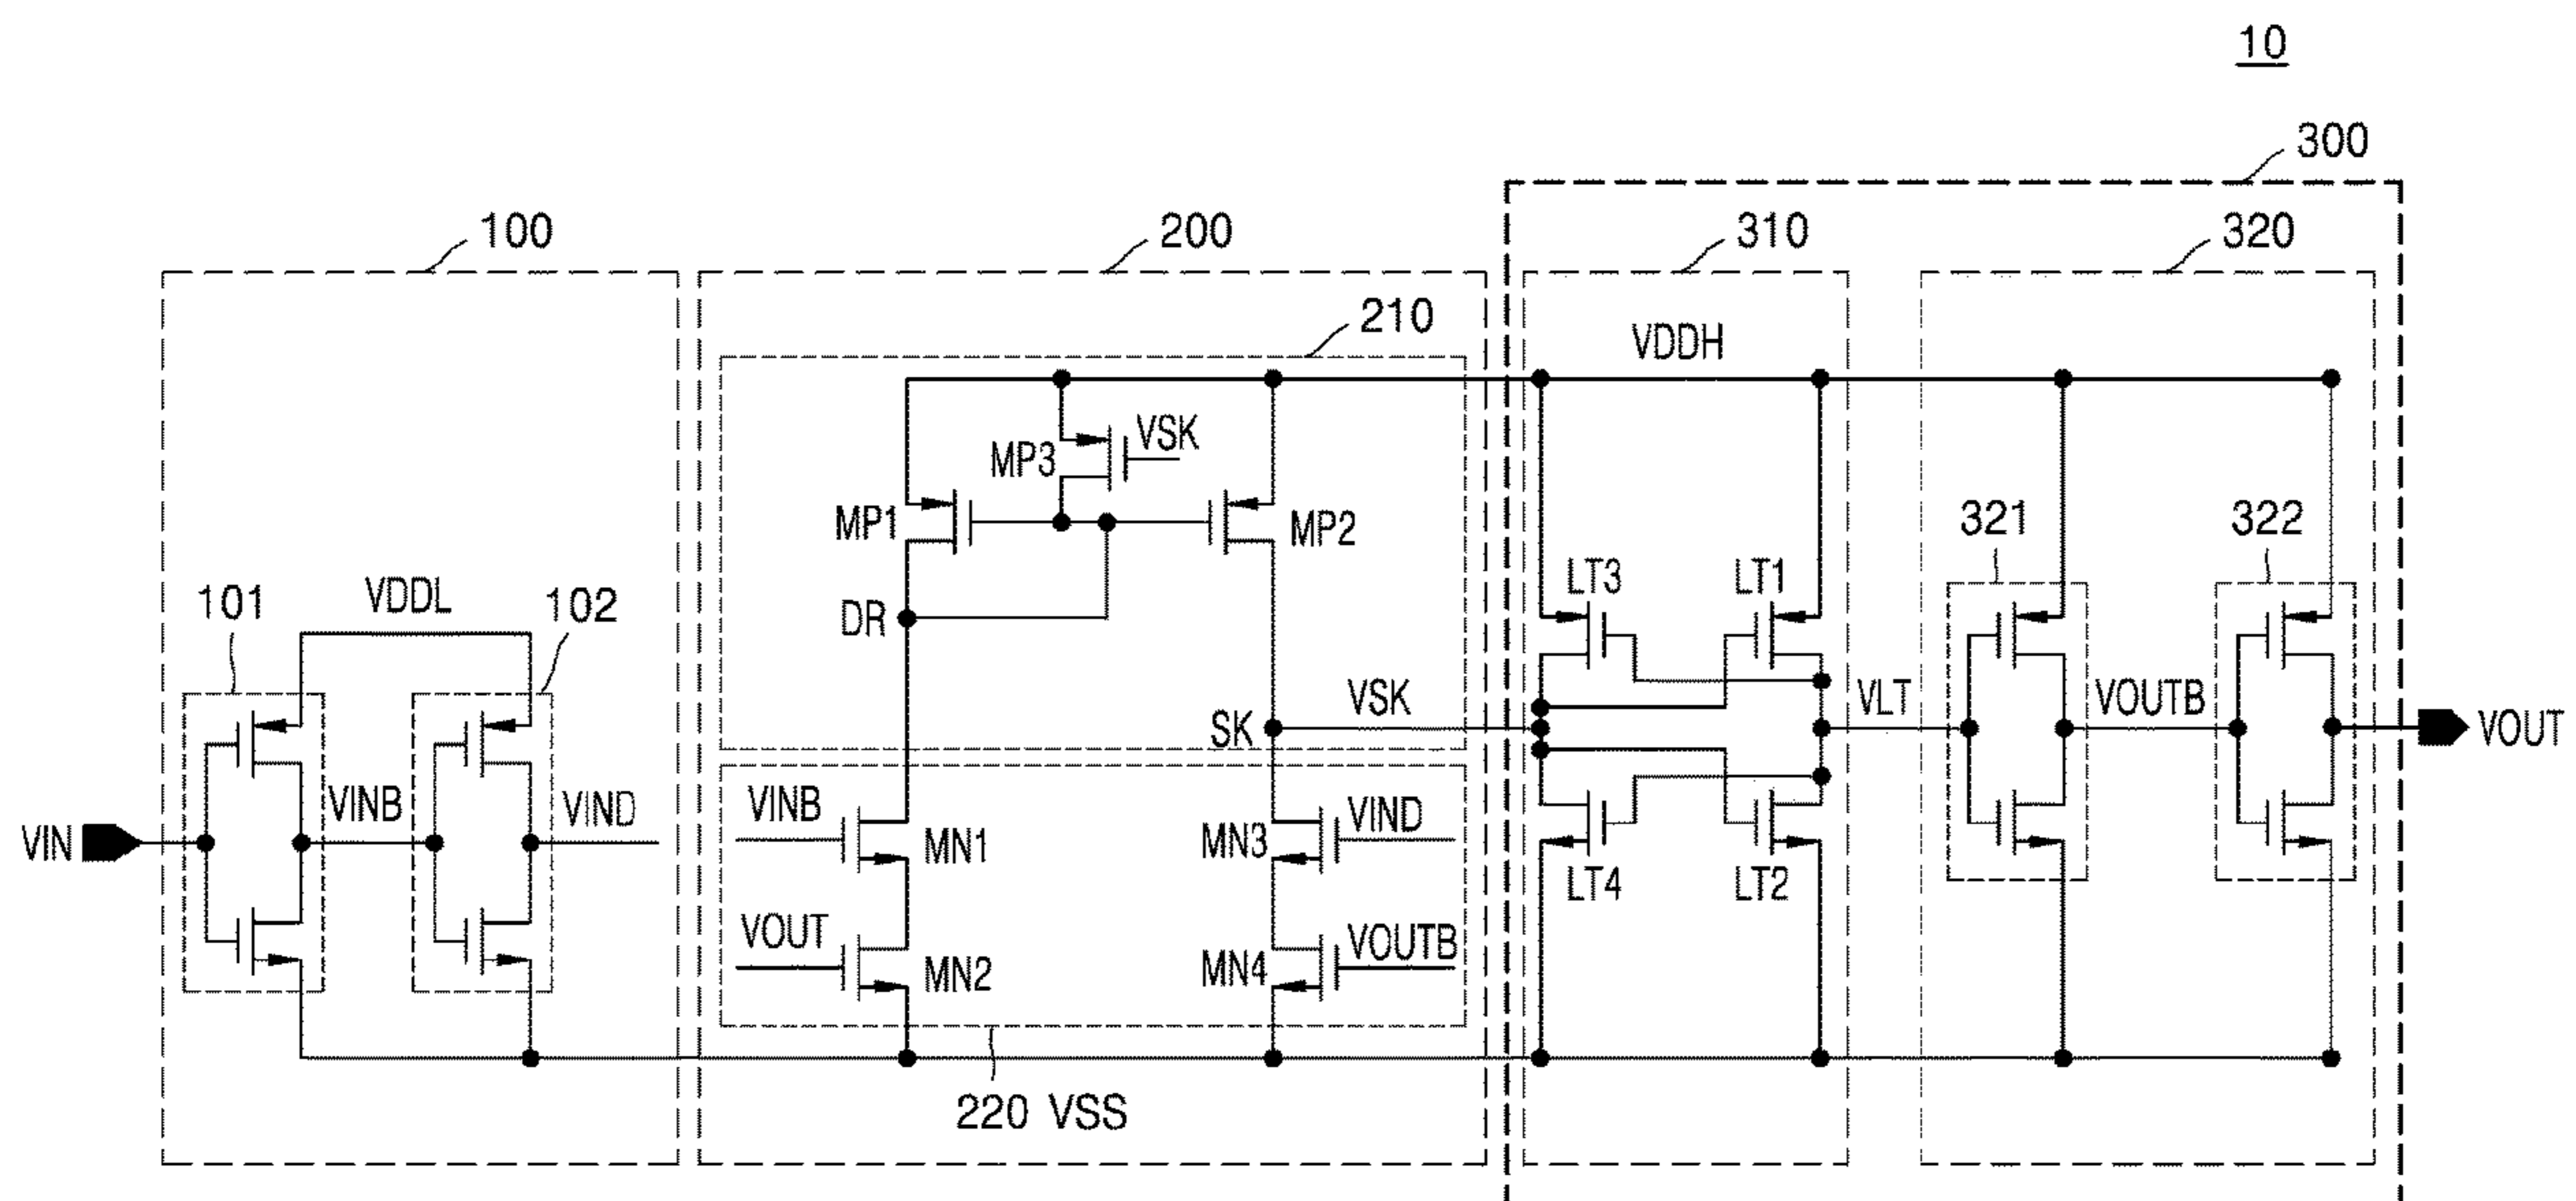 10
300
100
200
310
320
210
VDDH
VSK
MP3
MP1
MP2
321
322
LT3
LT1
101
VDDL
102
DR
VSK
SK
VLT
VOUTB
VOUT
VIN
VINB
VIND
VINB
MN1
MN3
VIND
LT4
LT2
VOUT
MN2
MN4
VOUTB
220 VSS